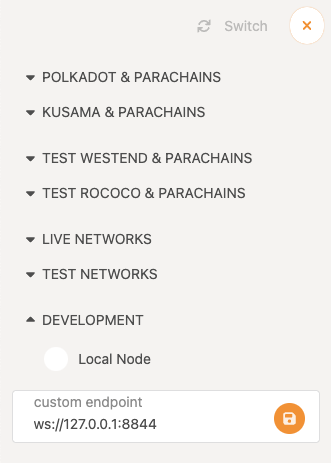 Switch
POLKADOT & PARACHAINS
KUSAMA & PARACHAINS
TEST WESTEND & PARACHAINS
TEST ROCOCO & PARACHAINS
LIVE NETWORKS
TEST NETWORKS
DEVELOPMENT
Local Node
custom endpoint
ws://127.0.0.1:8844